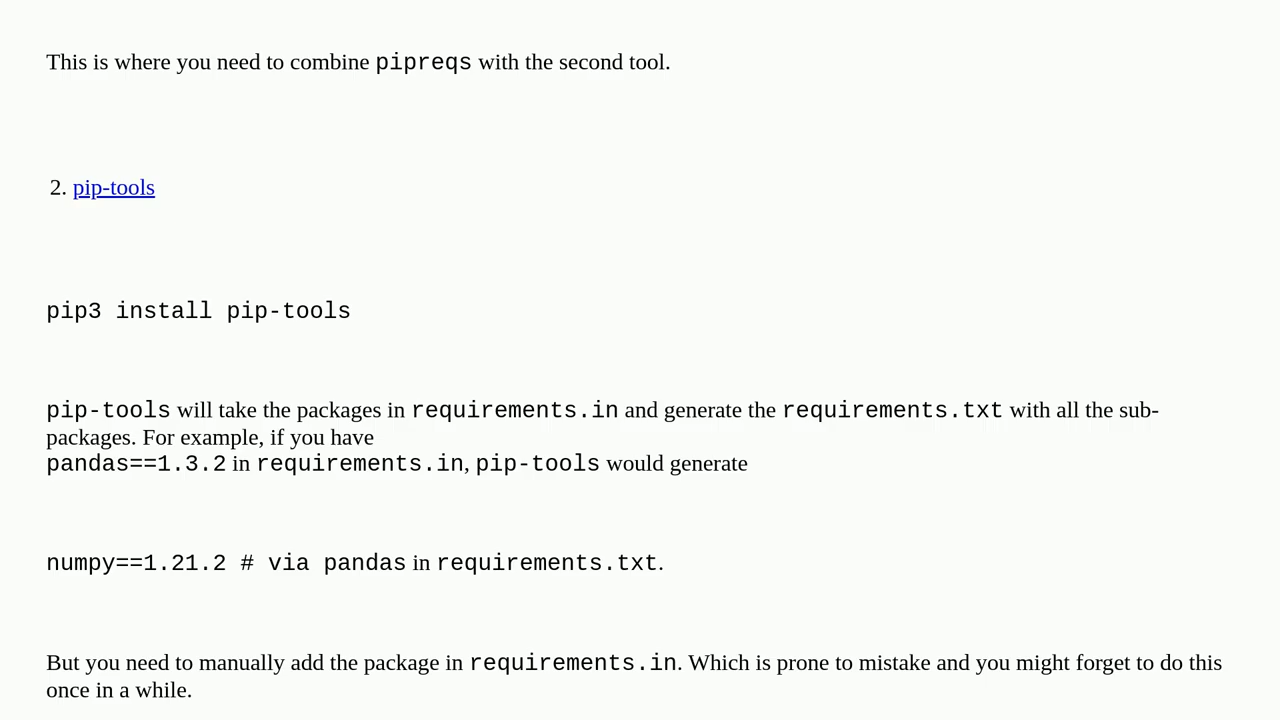 This is where you need to combine pipreqs with the second tool.
2. pip-tools
pip3 install pip-tools
pip-tools will take the packages in requirements.in and generate the requirements.txt with all the sub-
packages. For example, if you have
pandas==1.3.2 in requirements.in, pip-tools would generate
numpy==1.21.2 # via pandas in requirements.txt.
But you need to manually add the package in requirements.in. Which is prone to mistake and you might forget to do this
once in a while.